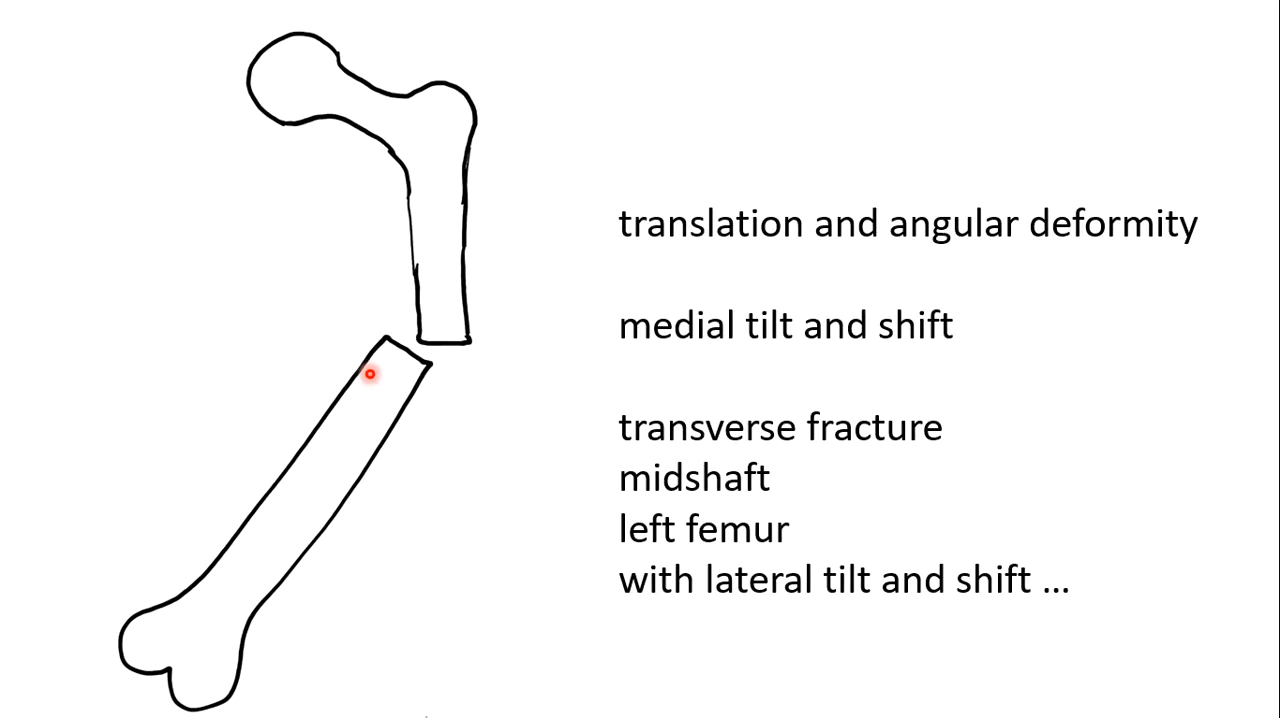 translation and angular deformity
medial tilt and shift
transverse fracture
midshaft
left femur
with lateral tilt and shift ...